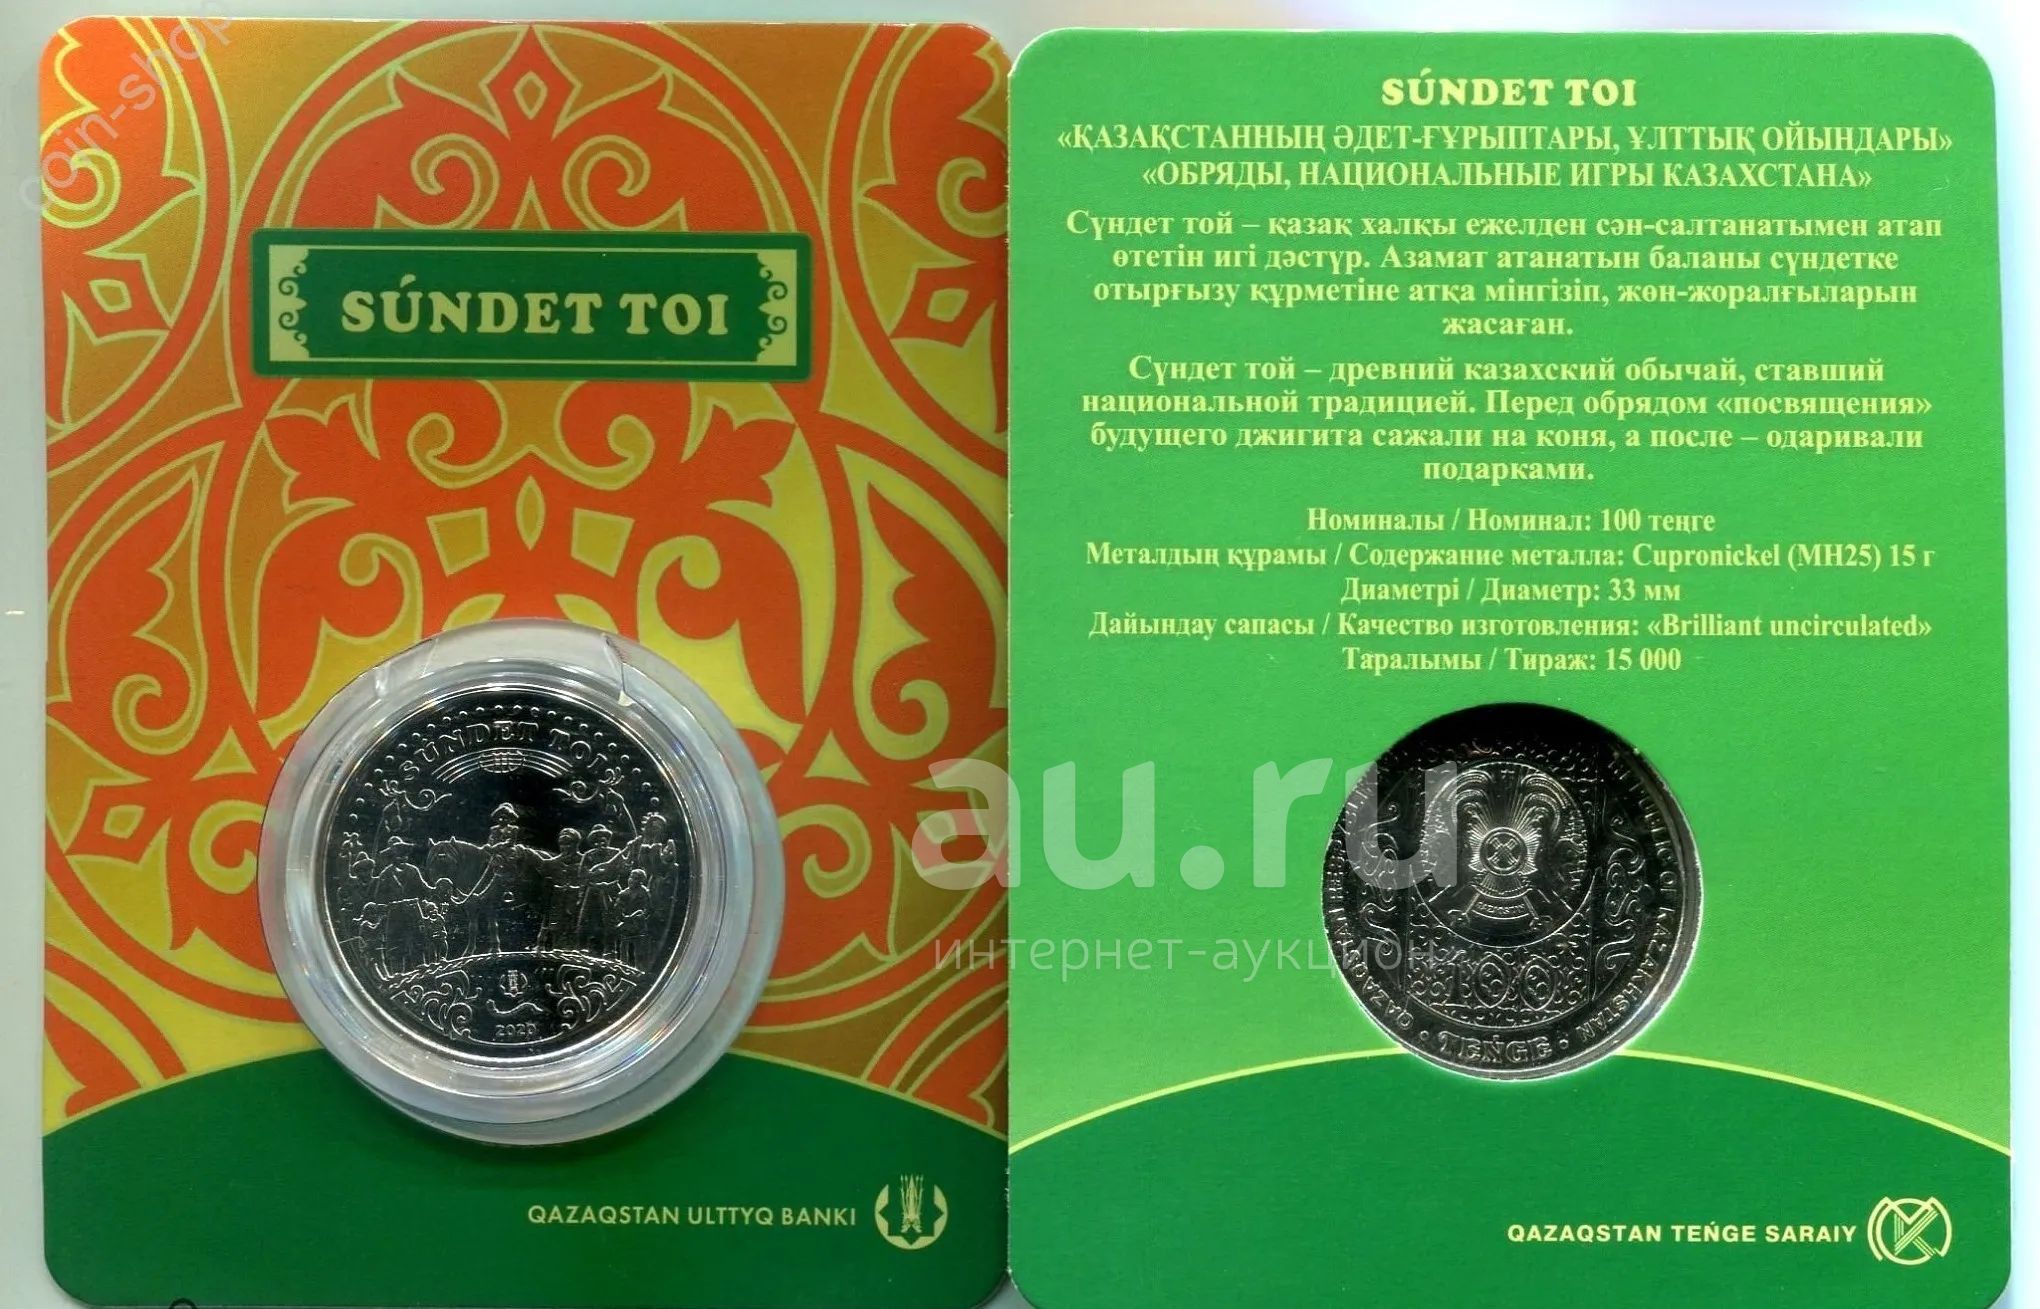 coin-shop
SÚNDET TOI
SÚNDET TOI
2020
QAZAQSTAN ULTTYQ BANKI
SÚNDET TOI
«ҚАЗАҚСТАННЫҢ ӘДЕТ-ҒҰРЫПТАРЫ, ҰЛТТЫҚ ОЙЫНДАРЫ»
«ОБРЯДЫ, НАЦИОНАЛЬНЫЕ ИГРЫ КАЗАХСТАНА»
Сүндет той – қазақ халқы ежелден сән-салтанатымен атап
өтетін игі дәстүр. Азамат атанатын баланы сүндетке
отырғызу құрметіне атқа мінгізіп, жөн-жоралғыларын
жасаған.
Сүндет той – древний казахский обычай, ставший
национальной традицией. Перед обрядом «посвящения»
будущего джигита сажали на коня, а после – одаривали
подарками.
Номиналы / Номинал: 100 теңге
Металдың құрамы / Содержание металла: Cupronickel (МН25) 15 г
Диаметрі / Диаметр: 33 мм
Дайындау сапасы / Качество изготовления: «Brilliant uncirculated»
Таралымы / Тираж: 15 000
au.ru
интернет-аукцион
QAZAQSTAN
100
TEŃGE
OF KAZAKHSTAN
QAZAQSTAN TEŃGE SARAIY